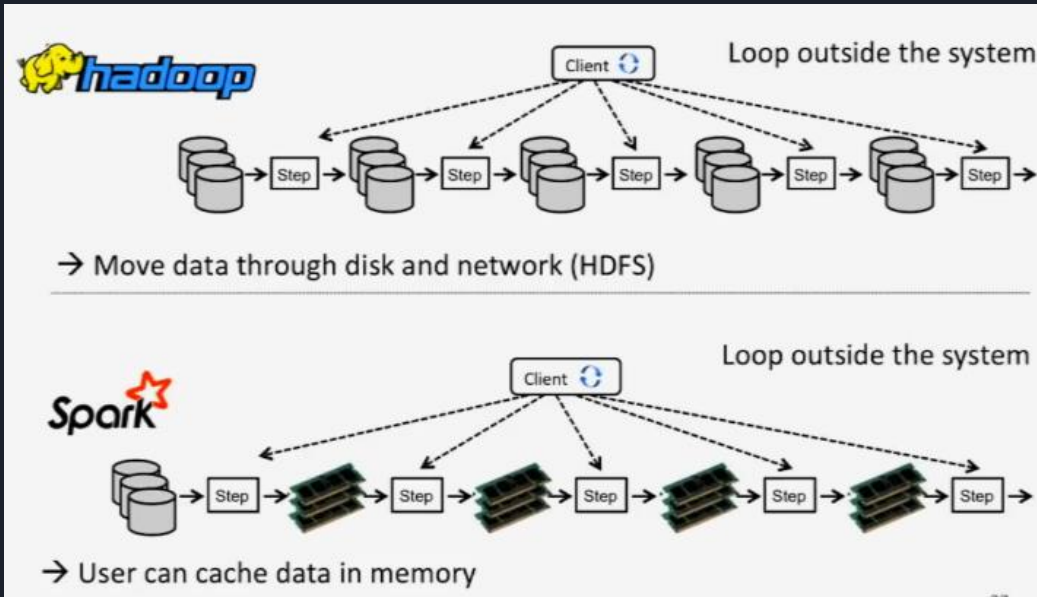 hadoop
Client
Loop outside the system
Step Step Step Step Step
→ Move data through disk and network (HDFS)
Loop outside the system
Client
Spark
Step Step Step Step Step
→ User can cache data in memory